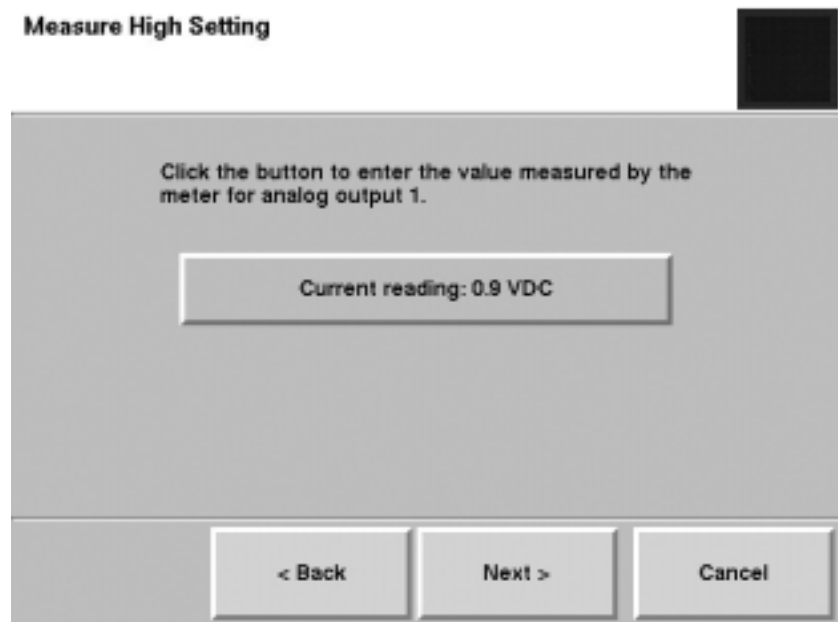 Measure High Setting
Click the button to enter the value measured by the
meter for analog output 1.
Current reading: 0.9 VDC
< Back
Next >
Cancel